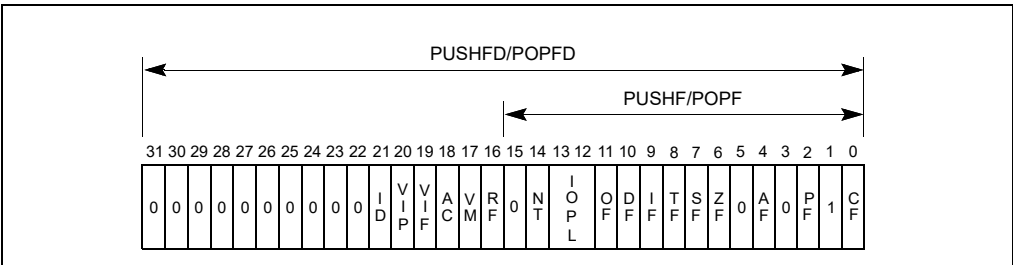 PUSHFD/POPFD
PUSHF/POPF
31 30 29 28 27 26 25 24 23 22 21 20 19 18 17 16 15 14 13 12 11 10 9 8 7 6 5 4 3 2 1 0
0 0 0 0 0 0 0 0 0 0 ID VIP VIF AC VM RF 0 NT IOPL OF DF IF TF SF ZF 0 AF 0 PF 1 CF